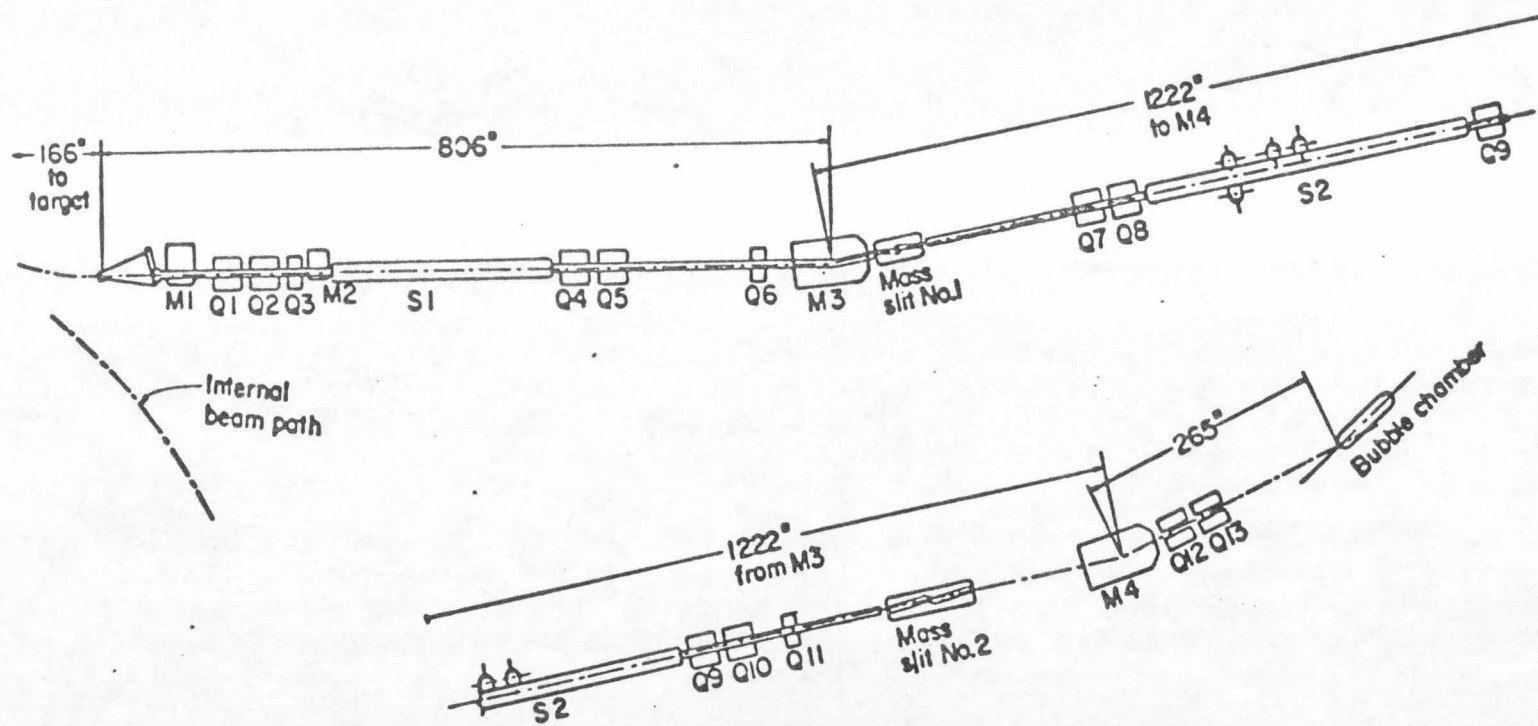 166"
to
target
806"
1222"
to M4
M1
Q1
Q2
Q3
M2
S1
Q4
Q5
Q6
M3
Mass
slit No.1
Q7
Q8
S2
Q9
Internal
beam path
1222"
from M3
265"
Bubble chamber
S2
Q9
Q10
Q11
Mass
slit No.2
M4
Q12
Q13